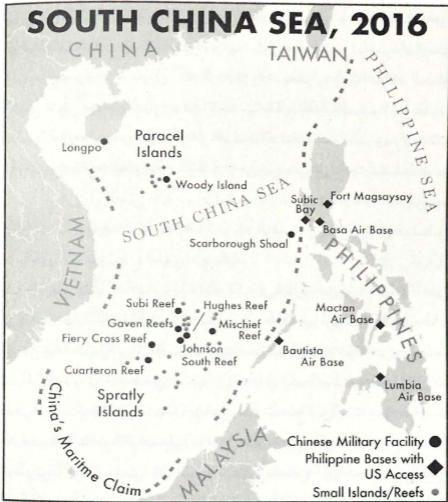 SOUTH CHINA SEA, 2016
CHINA
TAIWAN
PHILIPPINE SEA
Longpo
Paracel
Islands
Woody Island
SOUTH CHINA SEA
Subic
Bay
Fort Magsaysay
Basa Air Base
Scarborough Shoal
VIETNAM
PHILIPPINES
Subi Reef
Hughes Reef
Gaven Reefs
Mischief
Reef
Fiery Cross Reef
Johnson
South Reef
Cuarteron Reef
Mactan
Air Base
Bautista
Air Base
Lumbia
Air Base
Spratly
Islands
China's Maritme Claim
MALAYSIA
Chinese Military Facility
Philippine Bases with
US Access
Small Islands/Reefs